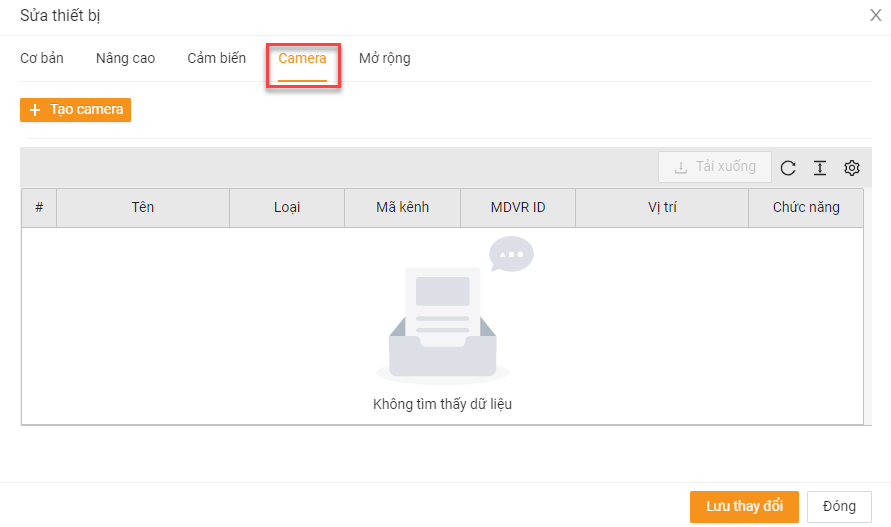 Sửa thiết bị X
Cơ bản Nâng cao Cảm biến Camera Mở rộng
+ Tạo camera
Tải xuống
# Tên Loại Mã kênh MDVR ID Vị trí Chức năng
Không tìm thấy dữ liệu
Lưu thay đổi Đóng